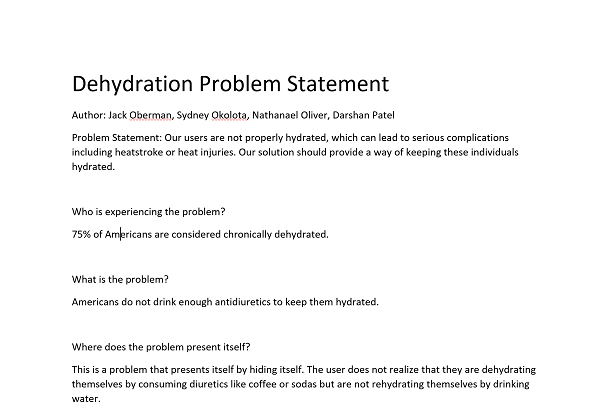 Dehydration Problem Statement
Author: Jack Oberman, Sydney Okolota, Nathanael Oliver, Darshan Patel
Problem Statement: Our users are not properly hydrated, which can lead to serious complications
including heatstroke or heat injuries. Our solution should provide a way of keeping these individuals
hydrated.
Who is experiencing the problem?
75% of Americans are considered chronically dehydrated.
What is the problem?
Americans do not drink enough antidiuretics to keep them hydrated.
Where does the problem present itself?
This is a problem that presents itself by hiding itself. The user does not realize that they are dehydrating
themselves by consuming diuretics like coffee or sodas but are not rehydrating themselves by drinking
water.